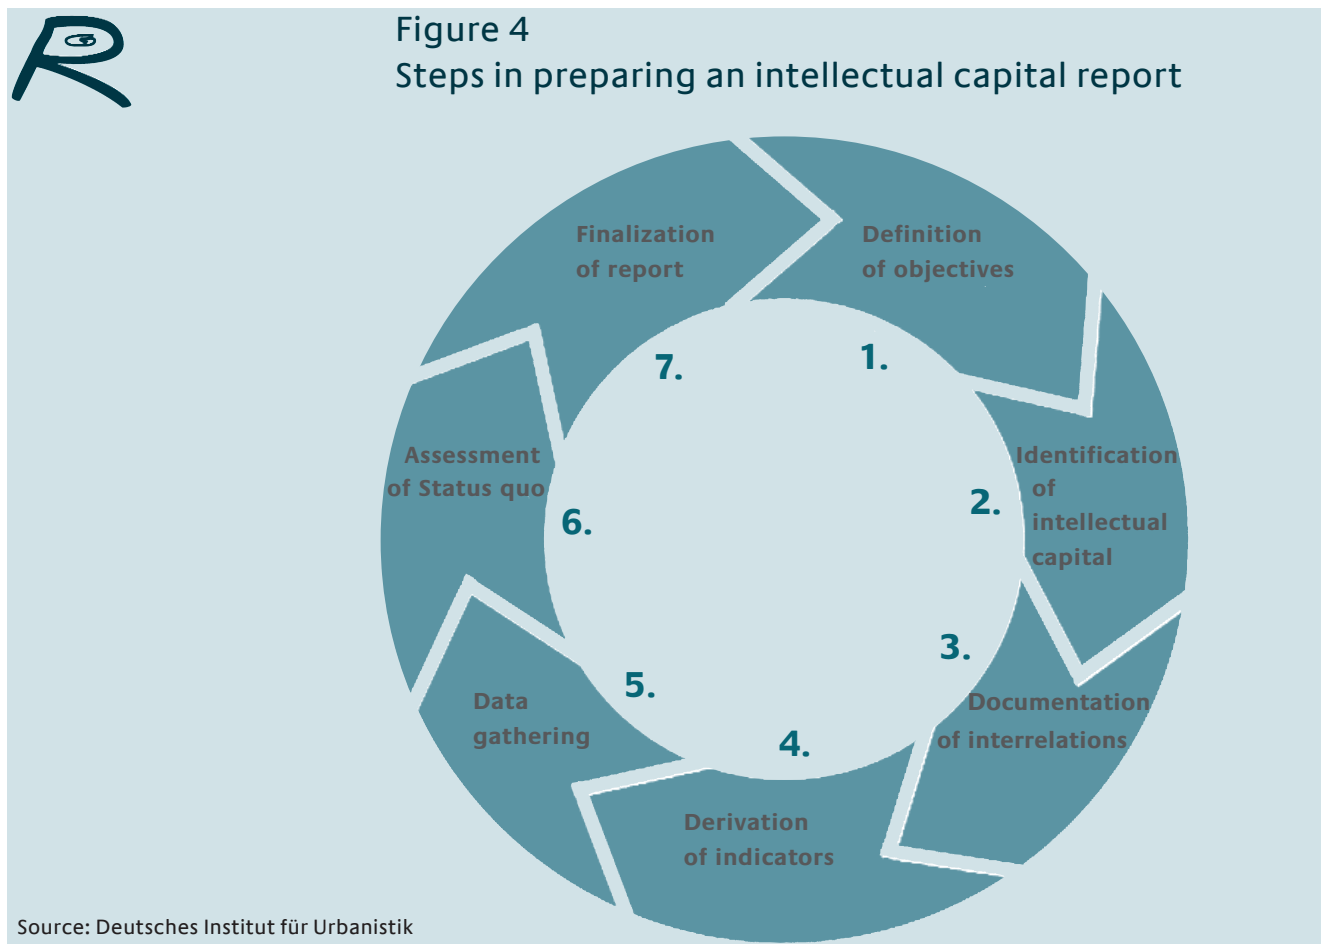 Figure 4
Steps in preparing an intellectual capital report
Definition
of objectives
1.
Identification
of
intellectual
capital
2.
Documentation
of interrelations
3.
Derivation
of indicators
4.
Data
gathering
5.
Assessment
of Status quo
6.
Finalization
of report
7.
Source: Deutsches Institut für Urbanistik